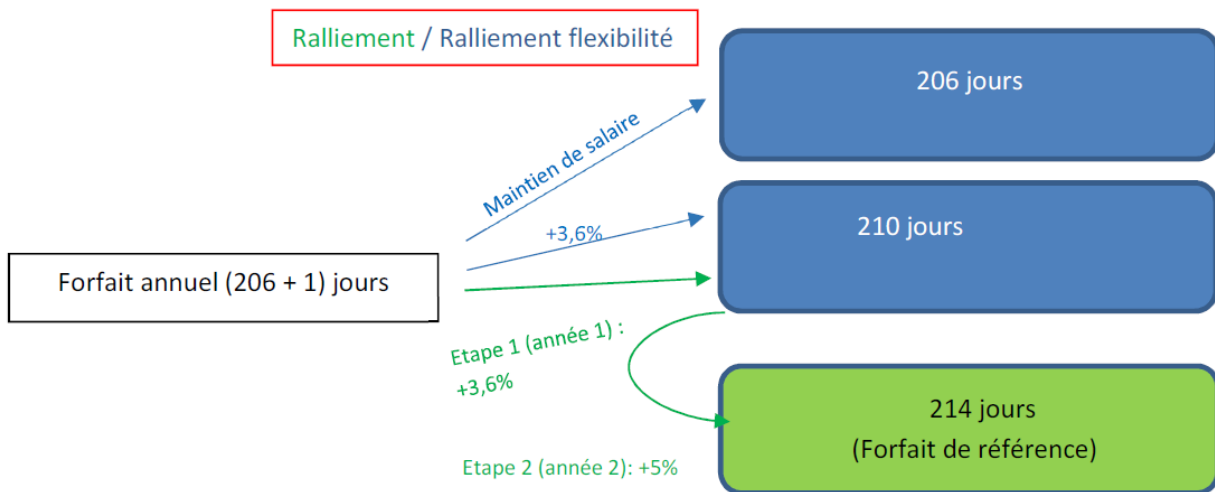 Ralliement / Ralliement flexibilité
206 jours
Maintien de salaire
+3,6%
210 jours
Forfait annuel (206 + 1) jours
Etape 1 (année 1) :
+3,6%
214 jours
(Forfait de référence)
Etape 2 (année 2): +5%